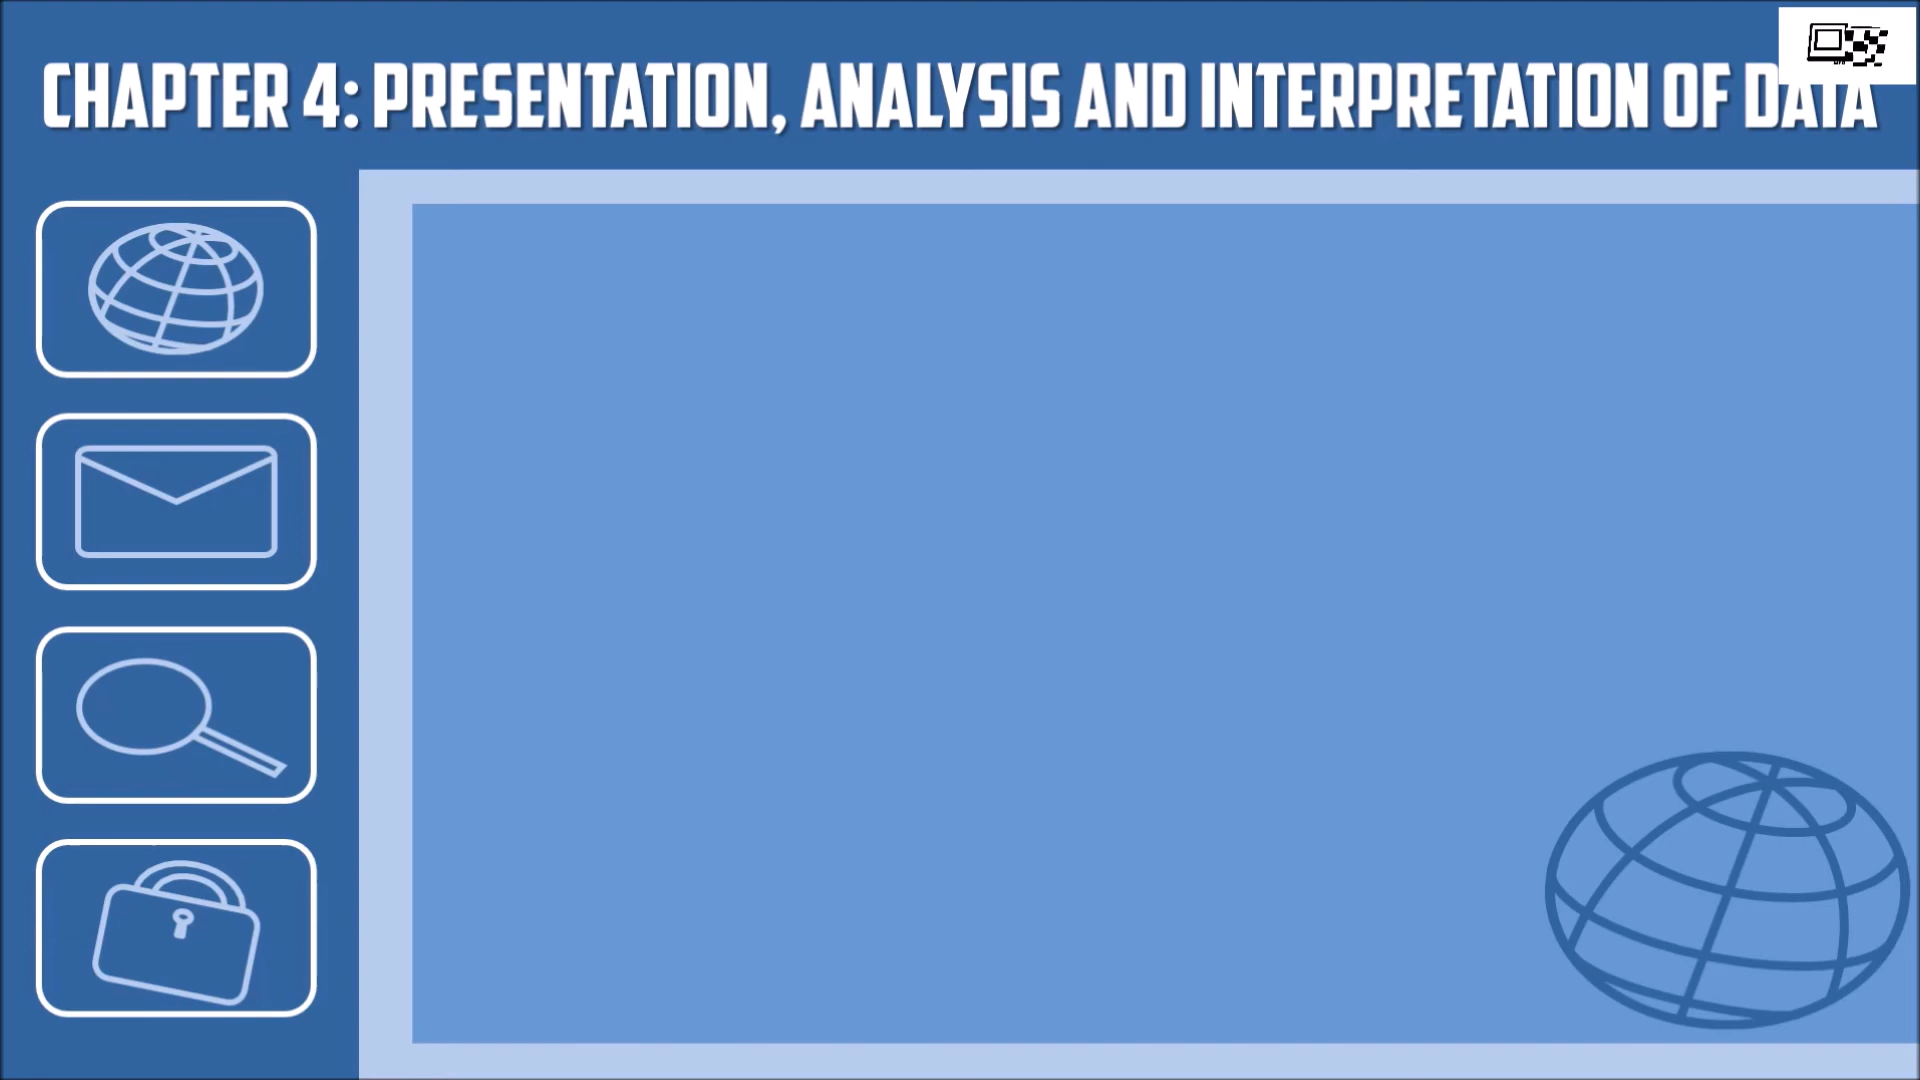 CHAPTER 4: PRESENTATION, ANALYSIS AND INTERPRETATION OF DATA